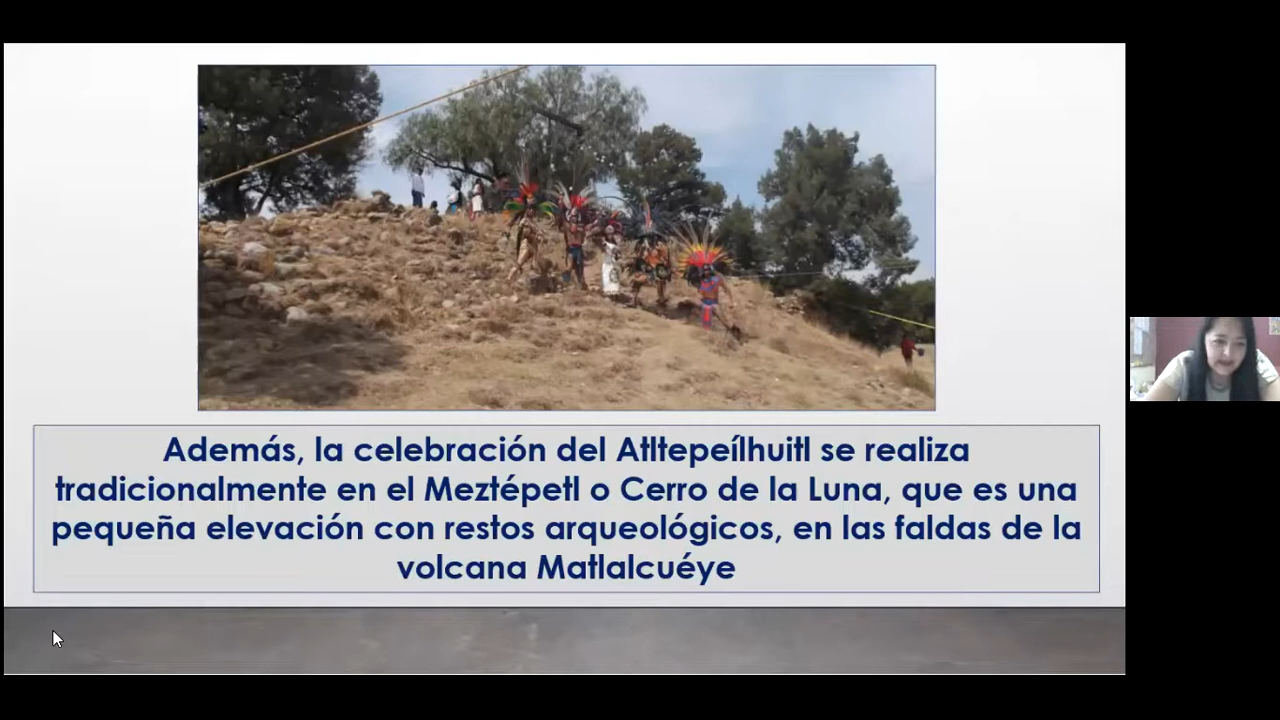 Además, la celebración del Atltepeílhuitl se realiza
tradicionalmente en el Meztépetl o Cerro de la Luna, que es una
pequeña elevación con restos arqueológicos, en las faldas de la
volcana Matlalcuéye